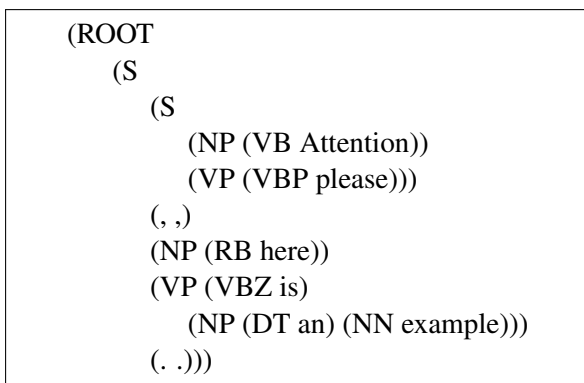 (ROOT
(S
(S
(NP (VB Attention))
(VP (VBP please)))
(, ,)
(NP (RB here))
(VP (VBZ is)
(NP (DT an) (NN example)))
(. .)))